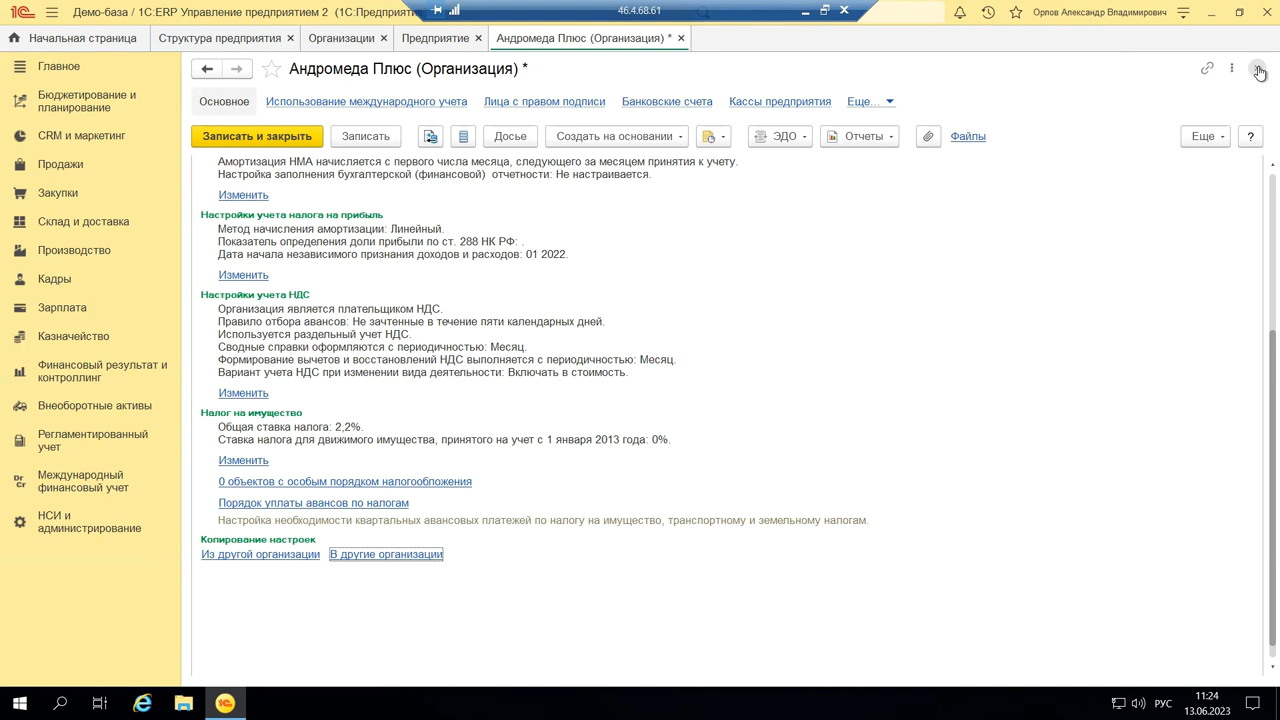 Демо-база / 1С:ERP Управление предприятием 2 (1С:Предприятие
46.4.68.61
Орлов Александр Владимирович
Начальная страница
Структура предприятия
Организации
Предприятие
Андромеда Плюс (Организация) *
Главное
Бюджетирование и
планирование
CRM и маркетинг
Продажи
Закупки
Склад и доставка
Производство
Кадры
Зарплата
Казначейство
Финансовый результат и
контроллинг
Внеоборотные активы
Регламентированный
учет
Dr
Cr
Международный
финансовый учет
НСИ и
администрирование
Андромеда Плюс (Организация) *
Основное
Использование международного учета
Лица с правом подписи
Банковские счета
Кассы предприятия
Еще...
Записать и закрыть
Записать
Досье
Создать на основании
ЭДО
Отчеты
Файлы
Еще
?
Амортизация НМА начисляется с первого числа месяца, следующего за месяцем принятия к учету.
Настройка заполнения бухгалтерской (финансовой) отчетности: Не настраивается.
Изменить
Настройки учета налога на прибыль
Метод начисления амортизации: Линейный.
Показатель определения доли прибыли по ст. 288 НК РФ: .
Дата начала независимого признания доходов и расходов: 01 2022.
Изменить
Настройки учета НДС
Организация является плательщиком НДС.
Правило отбора авансов: Не зачтенные в течение пяти календарных дней.
Используется раздельный учет НДС.
Сводные справки оформляются с периодичностью: Месяц.
Формирование вычетов и восстановлений НДС выполняется с периодичностью: Месяц.
Вариант учета НДС при изменении вида деятельности: Включать в стоимость.
Изменить
Налог на имущество
Общая ставка налога: 2,2%.
Ставка налога для движимого имущества, принятого на учет с 1 января 2013 года: 0%.
Изменить
0 объектов с особым порядком налогообложения
Порядок уплаты авансов по налогам
Настройка необходимости квартальных авансовых платежей по налогу на имущество, транспортному и земельному налогам.
Копирование настроек
Из другой организации
В другие организации
РУС
11:24
13.06.2023